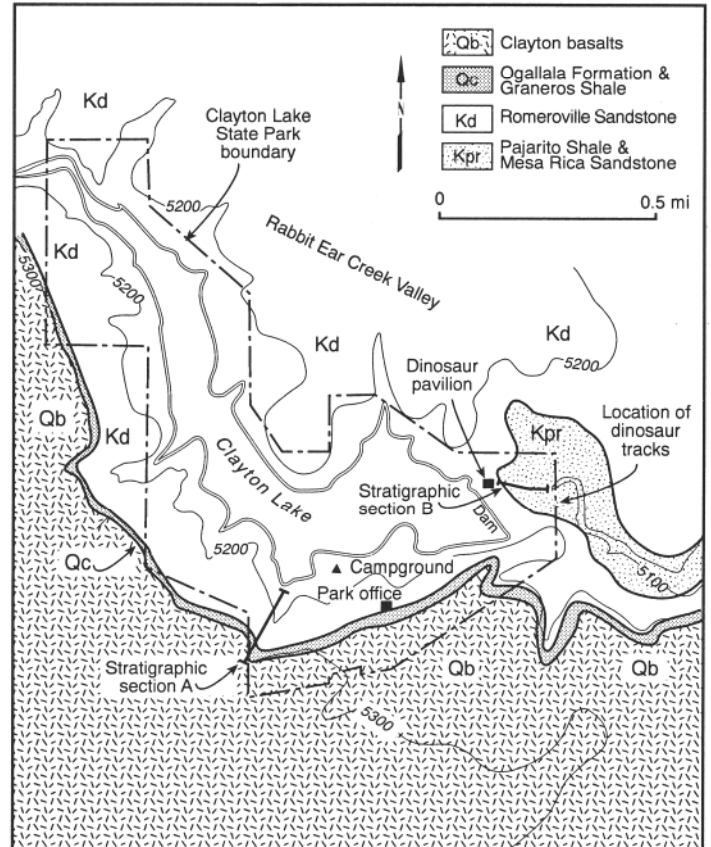 Qb Clayton basalts
Qc Ogallala Formation &
Graneros Shale
Kd Romeroville Sandstone
Kpr Pajarito Shale &
Mesa Rica Sandstone
N
0 0.5 mi
Kd
Kd
Clayton Lake
State Park
boundary
5200
Rabbit Ear Creek Valley
5300
Kd
5200
Kd
Kd
5200
Dinosaur
pavilion
Qb
Kd
Kpr
Location of
dinosaur
tracks
Clayton Lake
Stratigraphic
section B
Dam
Qc
5200
Campground
Park office
5100
Stratigraphic
section A
Qb
Qb
5300